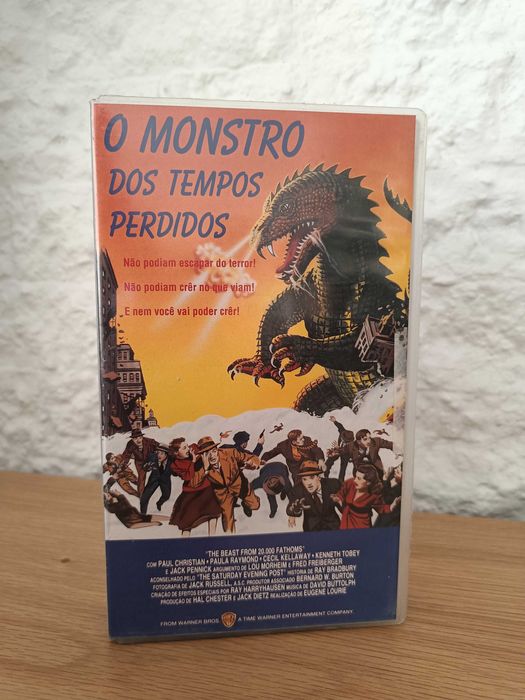 O MONSTRO
DOS TEMPOS
PERDIDOS
Não podiam escapar do terror!
Não podiam crêr no que viam!
E nem você vai poder crêr!
"THE BEAST FROM 20.000 FATHOMS"
COM PAUL CHRISTIAN • PAULA RAYMOND • CECIL KELLAWAY • KENNETH TOBEY
E JACK PENNICK ARGUMENTO DE LOU MORHEIM E FRED FREIBERGER
ACONSELHADO PELO "THE SATURDAY EVENING POST" HISTÓRIA DE RAY BRADBURY
FOTOGRAFIA DE JACK RUSSELL, A.S.C. PRODUTOR ASSOCIADO BERNARD W. BURTON
CRIAÇÃO DE EFEITOS ESPECIAIS POR RAY HARRYHAUSEN MUSICA DE DAVID BUTTOLPH
PRODUÇÃO DE HAL CHESTER E JACK DIETZ REALIZAÇÃO DE EUGENE LOURIE
FROM WARNER BROS. WB A TIME WARNER ENTERTAINMENT COMPANY.